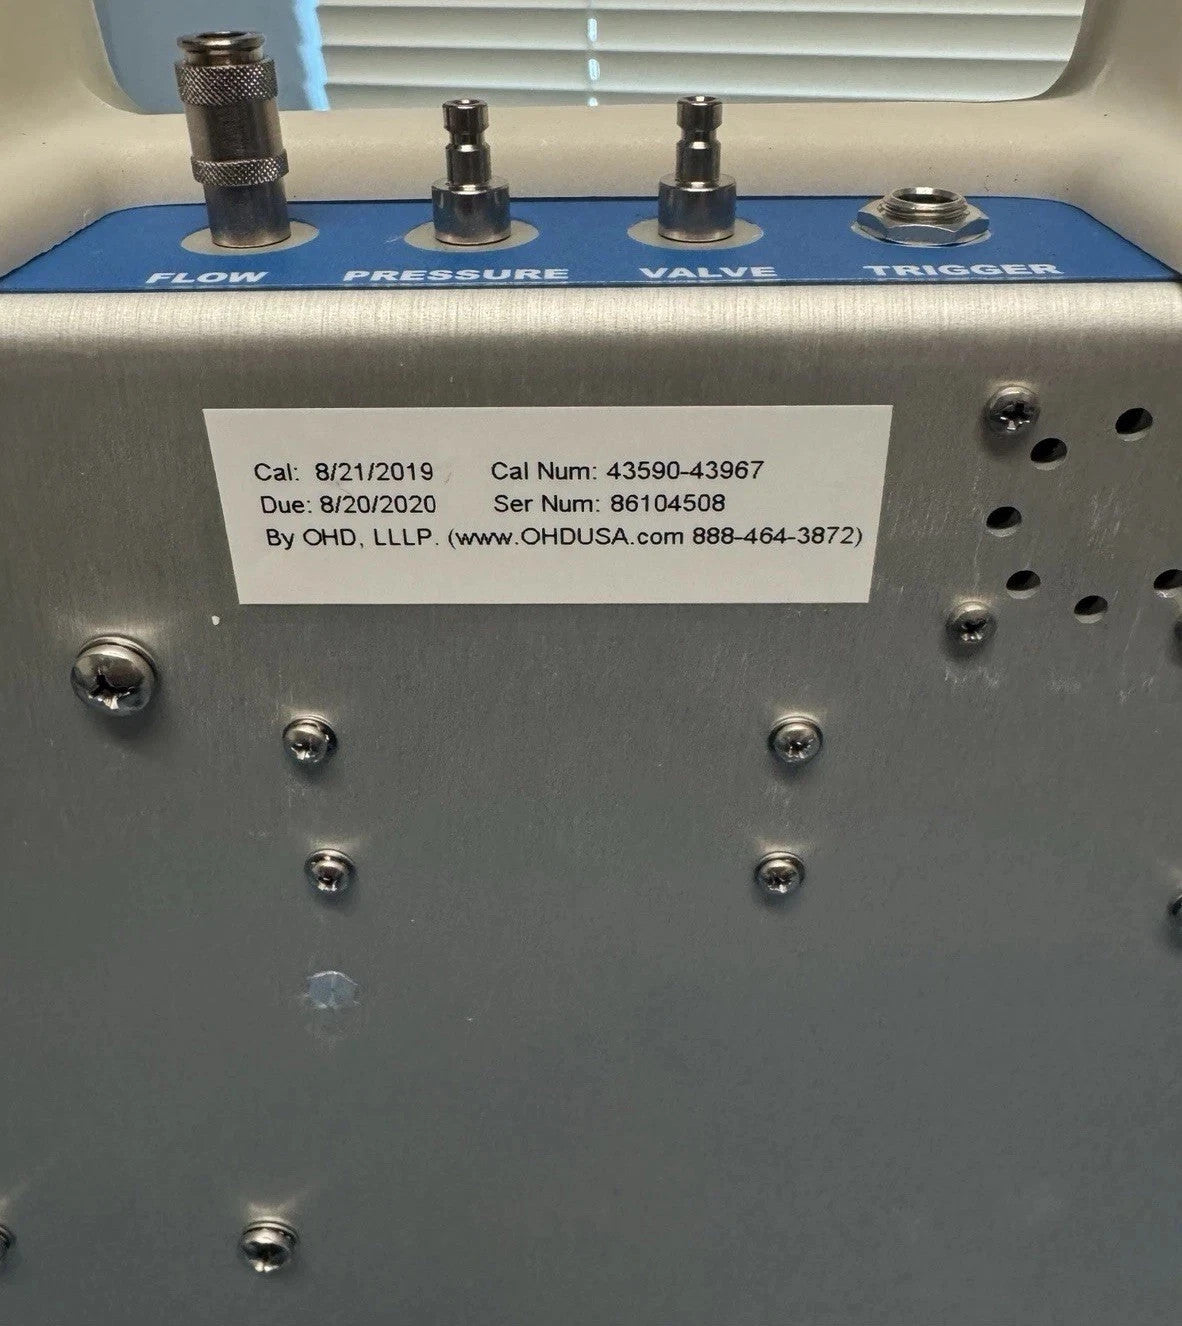 FLOW PRESSURE VALVE TRIGGER
Cal: 8/21/2019 Cal Num: 43590-43967
Due: 8/20/2020 Ser Num: 86104508
By OHD, LLLP. (www.OHDUSA.com 888-464-3872)